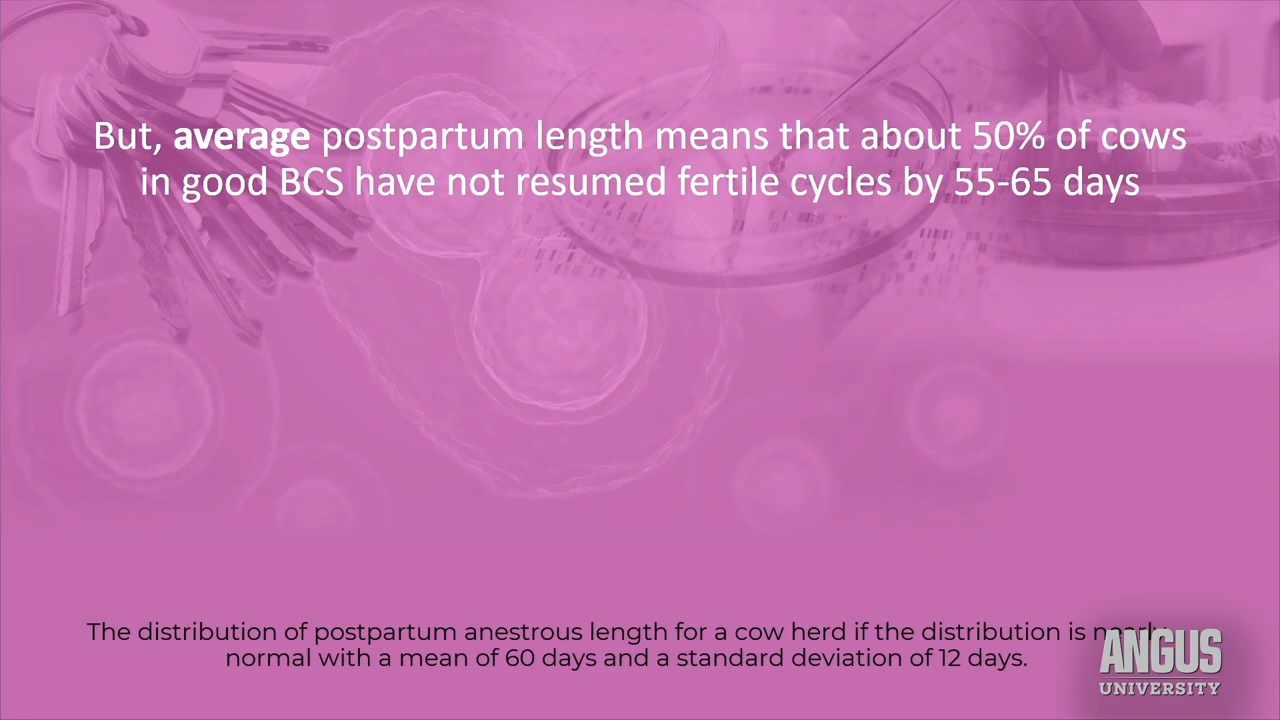 But, average postpartum length means that about 50% of cows
in good BCS have not resumed fertile cycles by 55-65 days
The distribution of postpartum anestrous length for a cow herd if the distribution is nearly
normal with a mean of 60 days and a standard deviation of 12 days.
ANGUS
UNIVERSITY